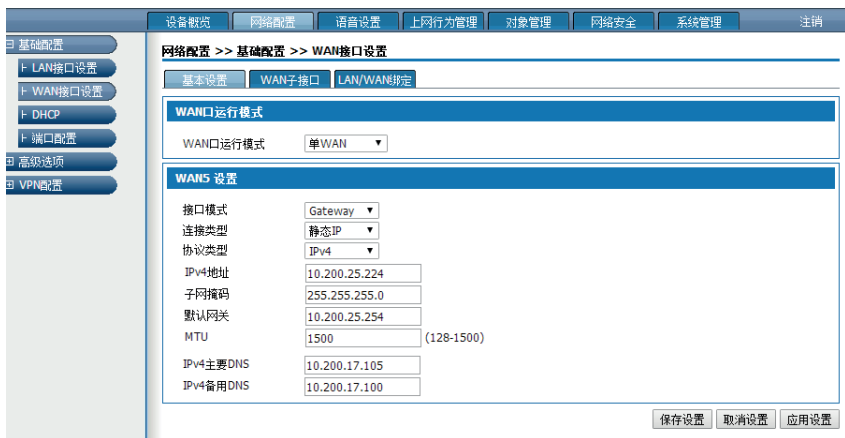 设备概览 网络配置 语音设置 上网行为管理 对象管理 网络安全 系统管理 注销
基础配置
LAN接口设置
WAN接口设置
DHCP
端口配置
高级选项
VPN配置
网络配置 >> 基础配置 >> WAN接口设置
基本设置 WAN子接口 LAN/WAN绑定
WAN口运行模式
WAN口运行模式 单WAN
WAN5 设置
接口模式 Gateway
连接类型 静态IP
协议类型 IPv4
IPv4地址 10.200.25.224
子网掩码 255.255.255.0
默认网关 10.200.25.254
MTU 1500 (128-1500)
IPv4主要DNS 10.200.17.105
IPv4备用DNS 10.200.17.100
保存设置 取消设置 应用设置